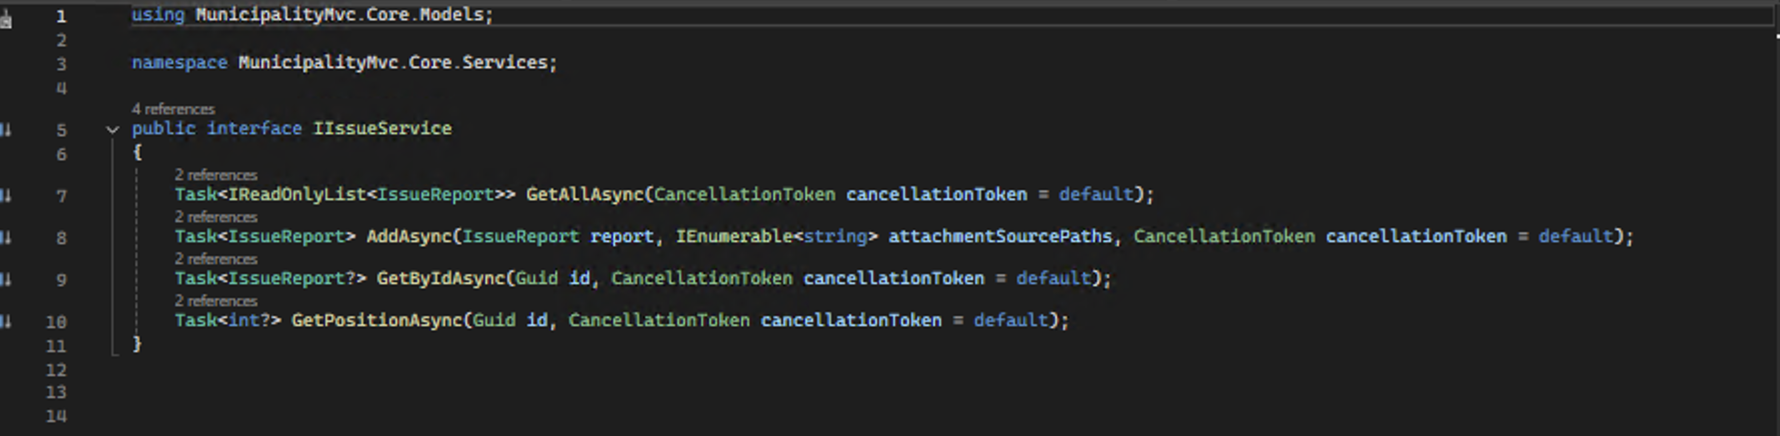 1 using MunicipalityMvc.Core.Models;
2
3 namespace MunicipalityMvc.Core.Services;
4
4 references
5 public interface IIssueService
6 {
2 references
7 Task<IReadOnlyList<IssueReport>> GetAllAsync(CancellationToken cancellationToken = default);
2 references
8 Task<IssueReport> AddAsync(IssueReport report, IEnumerable<string> attachmentSourcePaths, CancellationToken cancellationToken = default);
2 references
9 Task<IssueReport?> GetByIdAsync(Guid id, CancellationToken cancellationToken = default);
2 references
10 Task<int?> GetPositionAsync(Guid id, CancellationToken cancellationToken = default);
11 }
12
13
14